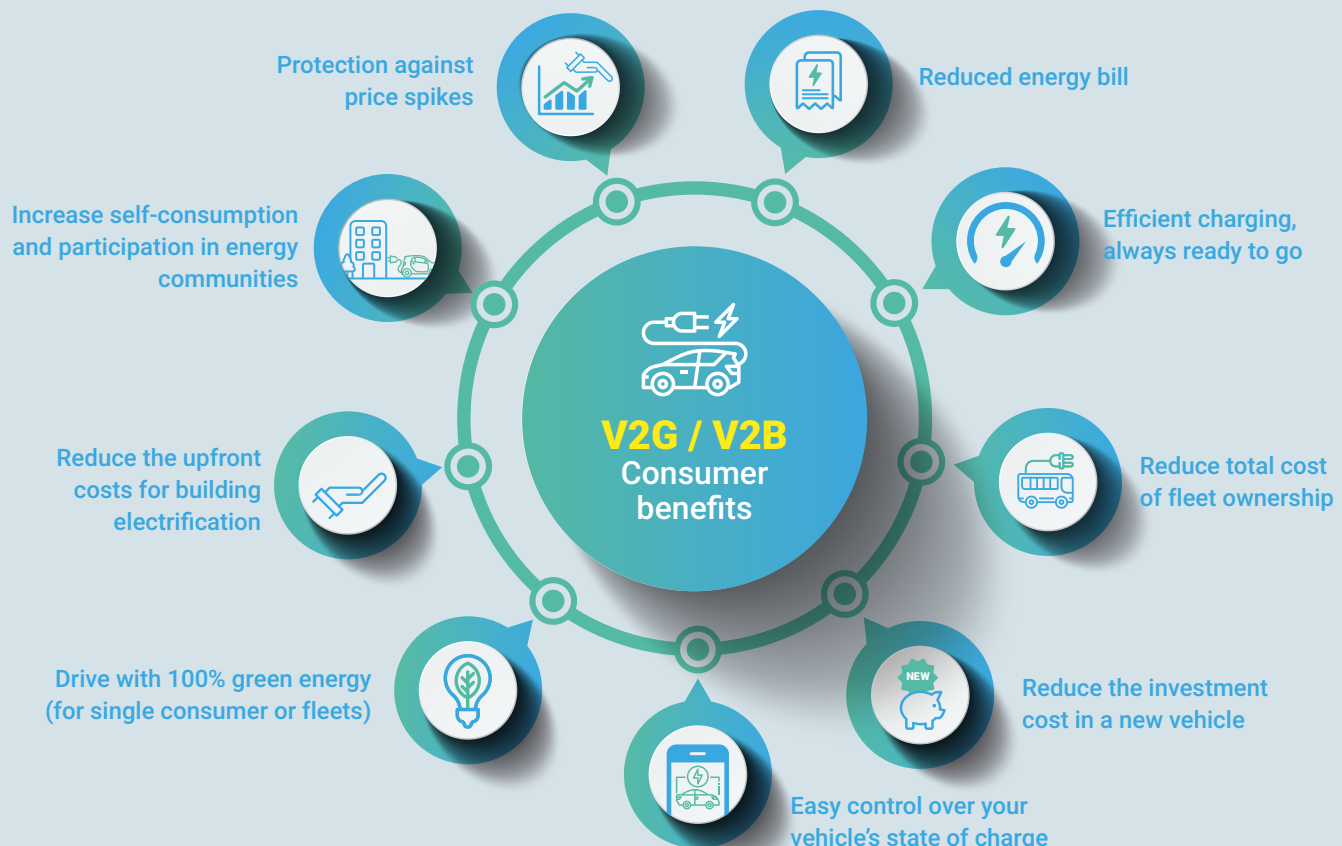 Protection against
price spikes
Reduced energy bill
Increase self-consumption
and participation in energy
communities
Efficient charging,
always ready to go
V2G / V2B
Consumer
benefits
Reduce the upfront
costs for building
electrification
Reduce total cost
of fleet ownership
Drive with 100% green energy
(for single consumer or fleets)
NEW
Reduce the investment
cost in a new vehicle
Easy control over your
vehicle's state of charge